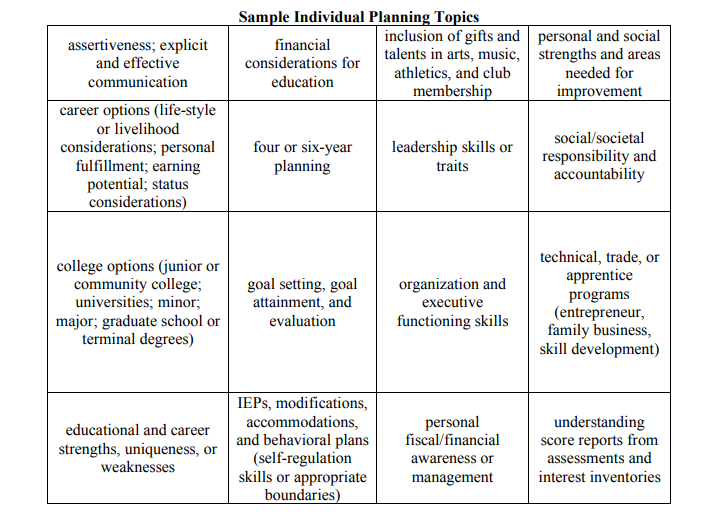 Sample Individual Planning Topics
assertiveness; explicit
and effective
communication
financial
considerations for
education
inclusion of gifts and
talents in arts, music,
athletics, and club
membership
personal and social
strengths and areas
needed for
improvement
career options (life-style
or livelihood
considerations; personal
fulfillment; earning
potential; status
considerations)
four or six-year
planning
leadership skills or
traits
social/societal
responsibility and
accountability
college options (junior or
community college;
universities; minor;
major; graduate school or
terminal degrees)
goal setting, goal
attainment, and
evaluation
organization and
executive
functioning skills
technical, trade, or
apprentice
programs
(entrepreneur,
family business,
skill development)
educational and career
strengths, uniqueness, or
weaknesses
IEPs, modifications,
accommodations,
and behavioral plans
(self-regulation
skills or appropriate
boundaries)
personal
fiscal/financial
awareness or
management
understanding
score reports from
assessments and
interest inventories